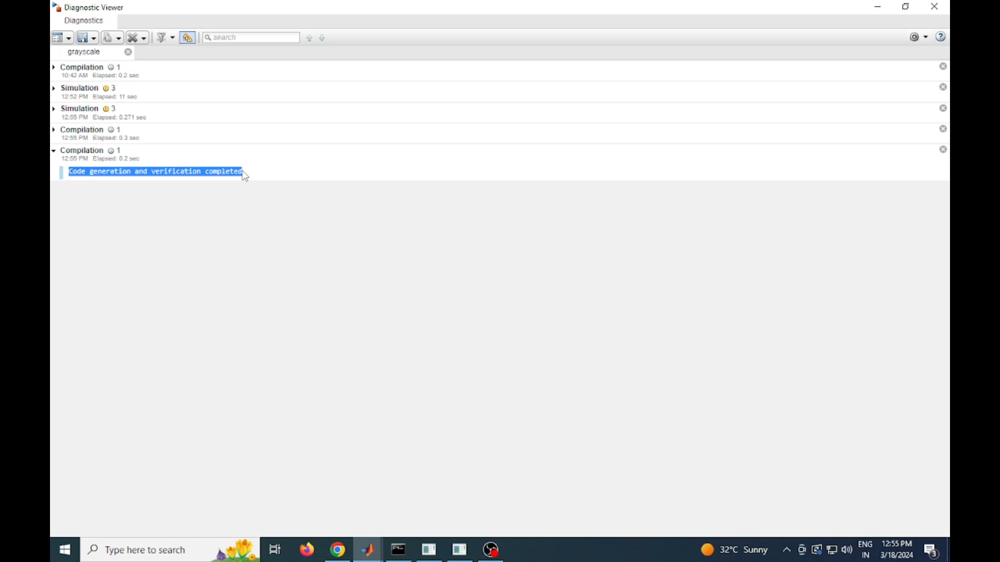 Diagnostic Viewer
Diagnostics
search
grayscale
Compilation 1
10:42 AM Elapsed: 0.2 sec
Simulation 3
12:52 PM Elapsed: 11 sec
Simulation 3
12:55 PM Elapsed: 0.271 sec
Compilation 1
12:55 PM Elapsed: 0.3 sec
Compilation 1
12:55 PM Elapsed: 0.2 sec
Code generation and verification completed
Type here to search
32°C Sunny
ENG
IN
12:55 PM
3/18/2024
3